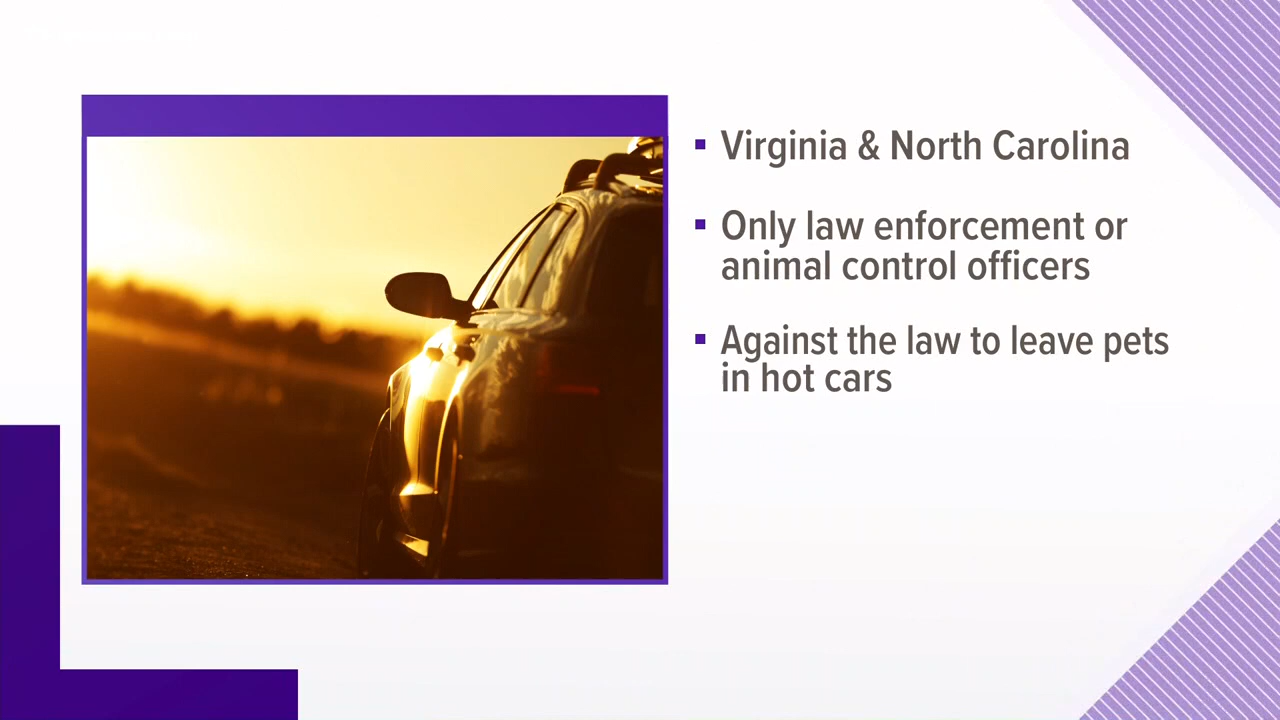 Virginia & North Carolina
Only law enforcement or
animal control officers
Against the law to leave pets
in hot cars